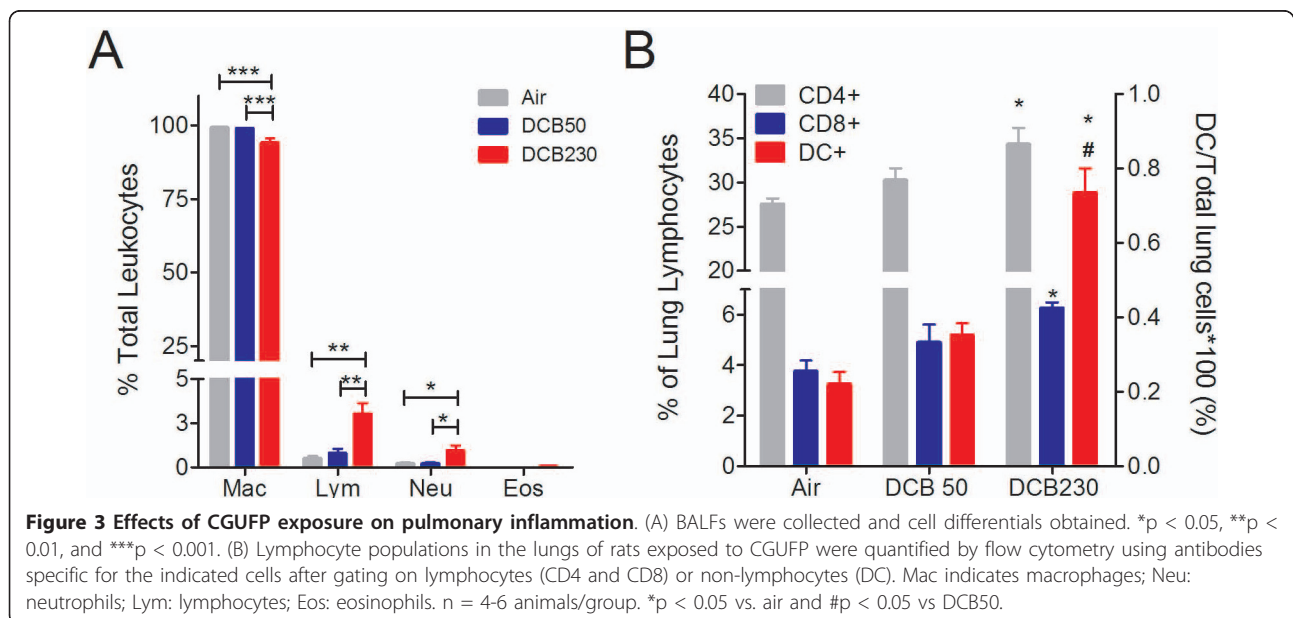 A
***
***
Air
DCB50
DCB230
% Total Leukocytes
100
75
50
25
5
3
0
**
**
*
*
Mac Lym Neu Eos
B
CD4+
CD8+
DC+
% of Lung Lymphocytes
40
35
30
25
20
6
4
2
0
*
*
*
#
1.0
0.8
0.6
0.4
0.2
0.0
DC/Total lung cells*100 (%)
Air DCB 50 DCB230
Figure 3 Effects of CGUFP exposure on pulmonary inflammation. (A) BALFs were collected and cell differentials obtained. *p < 0.05, **p <
0.01, and ***p < 0.001. (B) Lymphocyte populations in the lungs of rats exposed to CGUFP were quantified by flow cytometry using antibodies
specific for the indicated cells after gating on lymphocytes (CD4 and CD8) or non-lymphocytes (DC). Mac indicates macrophages; Neu:
neutrophils; Lym: lymphocytes; Eos: eosinophils. n = 4-6 animals/group. *p < 0.05 vs. air and #p < 0.05 vs DCB50.